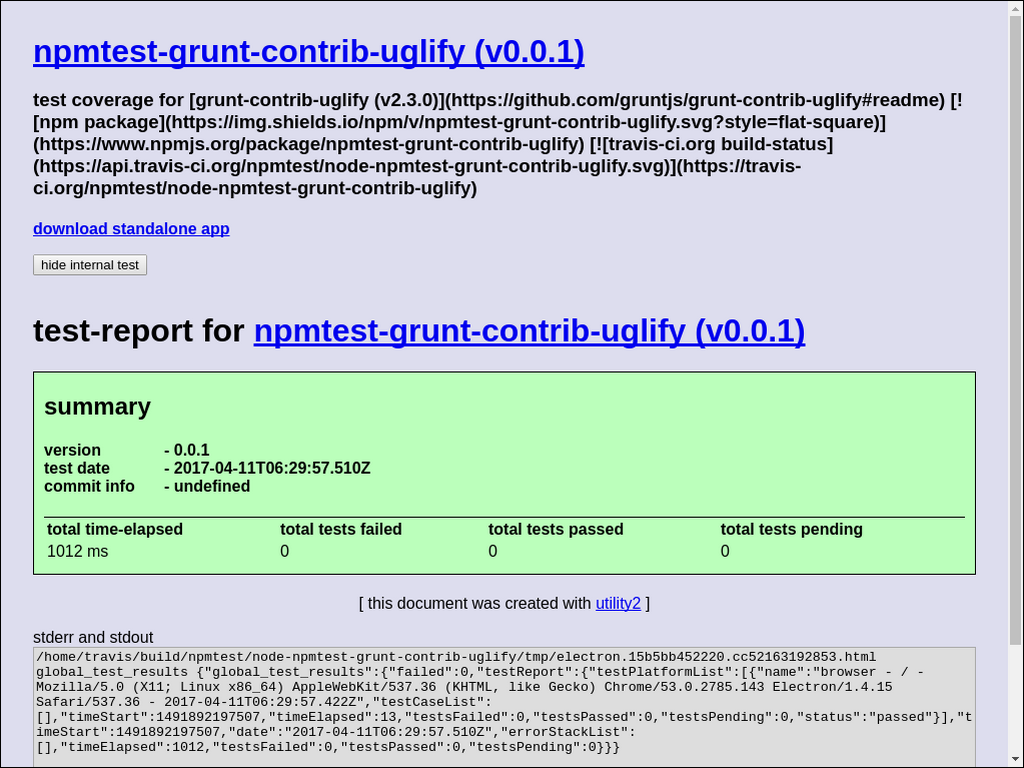 npmtest-grunt-contrib-uglify (v0.0.1)
test coverage for [grunt-contrib-uglify (v2.3.0)](https://github.com/gruntjs/grunt-contrib-uglify#readme) [!
[npm package](https://img.shields.io/npm/v/npmtest-grunt-contrib-uglify.svg?style=flat-square)]
(https://www.npmjs.org/package/npmtest-grunt-contrib-uglify) [![travis-ci.org build-status]
(https://api.travis-ci.org/npmtest/node-npmtest-grunt-contrib-uglify.svg)](https://travis-
ci.org/npmtest/node-npmtest-grunt-contrib-uglify)
download standalone app
hide internal test
test-report for npmtest-grunt-contrib-uglify (v0.0.1)
summary
version - 0.0.1
test date - 2017-04-11T06:29:57.510Z
commit info - undefined
total time-elapsed total tests failed total tests passed total tests pending
1012 ms 0 0 0
[ this document was created with utility2 ]
stderr and stdout
/home/travis/build/npmtest/node-npmtest-grunt-contrib-uglify/tmp/electron.15b5bb452220.cc52163192853.html
global_test_results {"global_test_results":{"failed":0,"testReport":{"testPlatformList":[{"name":"browser - / -
Mozilla/5.0 (X11; Linux x86_64) AppleWebKit/537.36 (KHTML, like Gecko) Chrome/53.0.2785.143 Electron/1.4.15
Safari/537.36 - 2017-04-11T06:29:57.422Z","testCaseList":
[],"timeStart":1491892197507,"timeElapsed":13,"testsFailed":0,"testsPassed":0,"testsPending":0,"status":"passed"}],"t
imeStart":1491892197507,"date":"2017-04-11T06:29:57.510Z","errorStackList":
[],"timeElapsed":1012,"testsFailed":0,"testsPassed":0,"testsPending":0}}}